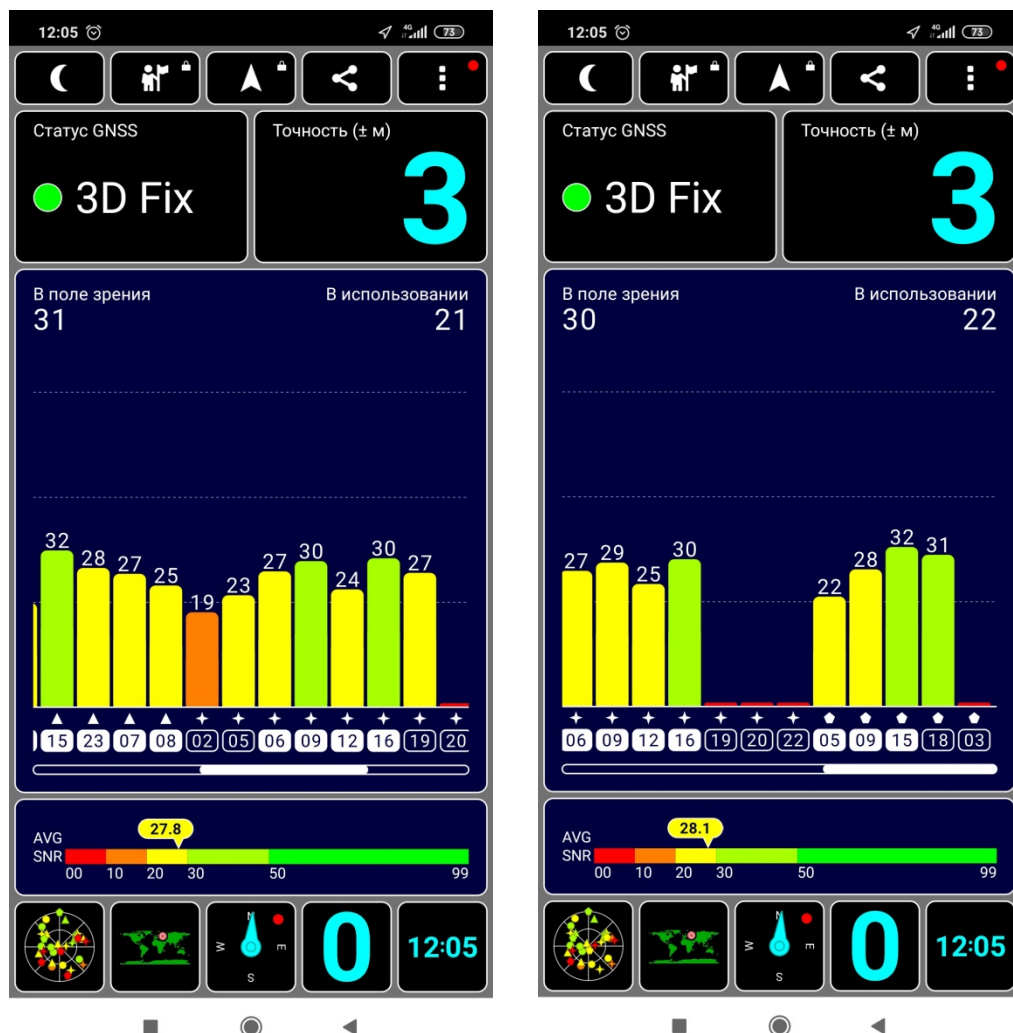 12:05
4G
73
Статус GNSS
3D Fix
Точность (± м)
3
В поле зрения
31
В использовании
21
32 28 27 25 19 23 27 30 24 30 27
15 23 07 08 02 05 06 09 12 16 19 20
AVG
SNR
27.8
00 10 20 30 50 99
N
W E
S
0
12:05
12:05
4G
73
Статус GNSS
3D Fix
Точность (± м)
3
В поле зрения
30
В использовании
22
27 29 25 30 22 28 32 31
06 09 12 16 19 20 22 05 09 15 18 03
AVG
SNR
28.1
00 10 20 30 50 99
N
W E
S
0
12:05